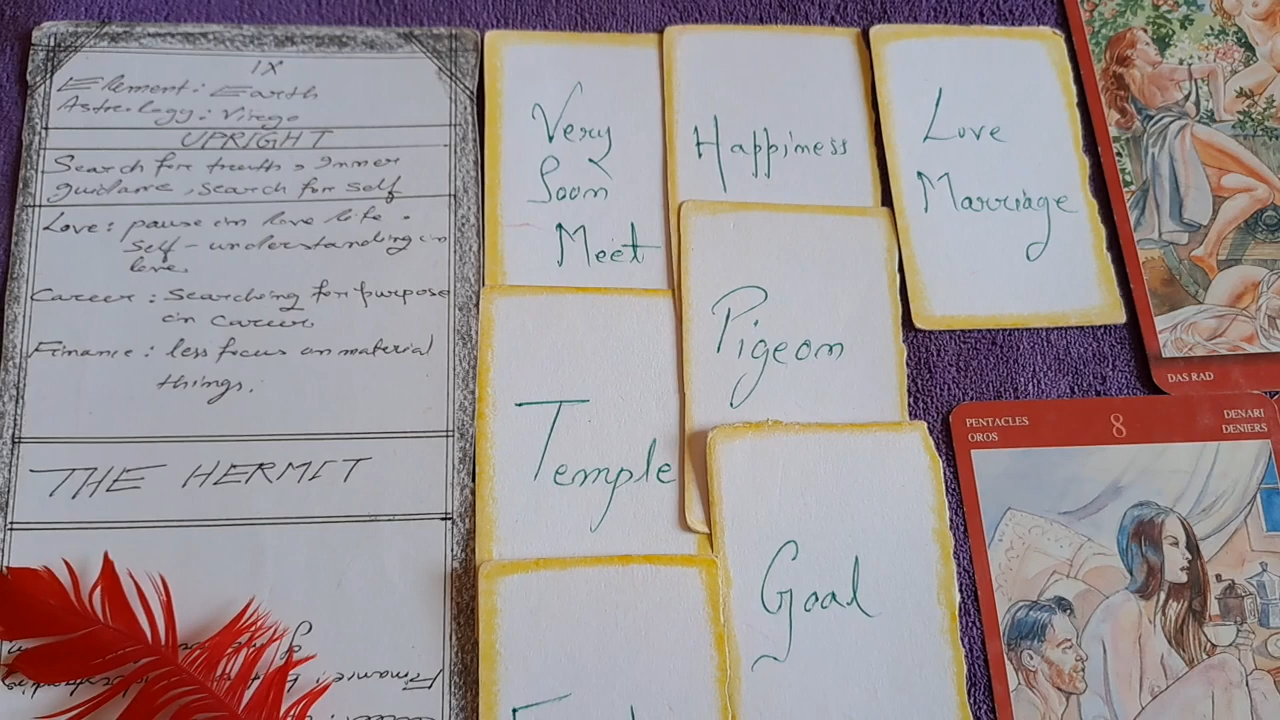 IX
Element: Earth
Astrology: Virgo
UPRIGHT
Search for truth, Inner
guidance, search for self
Love: pause in love life.
self-understanding in
love.
Career: Searching for purpose
in career
Finance: less focus on material
things.
THE HERMIT
Finance:
Very
Soon
Meet
Happiness
Love
Marriage
Temple
Pigeon
Goal
DAS RAD
PENTACLES
OROS
8
DENARI
DENIERS